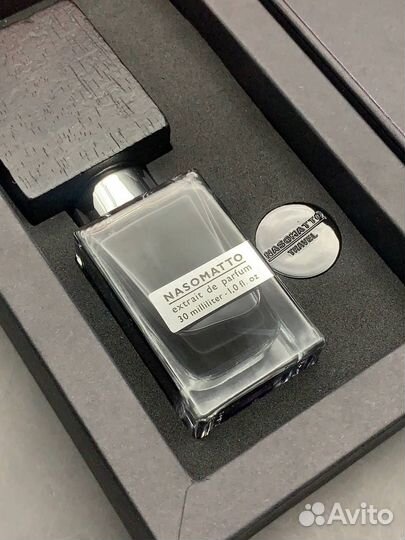 NASOMATTO
extrait de parfum
30 milliliter - 1.0 fl. oz
NASOMATTO
TRAVEL
Avito